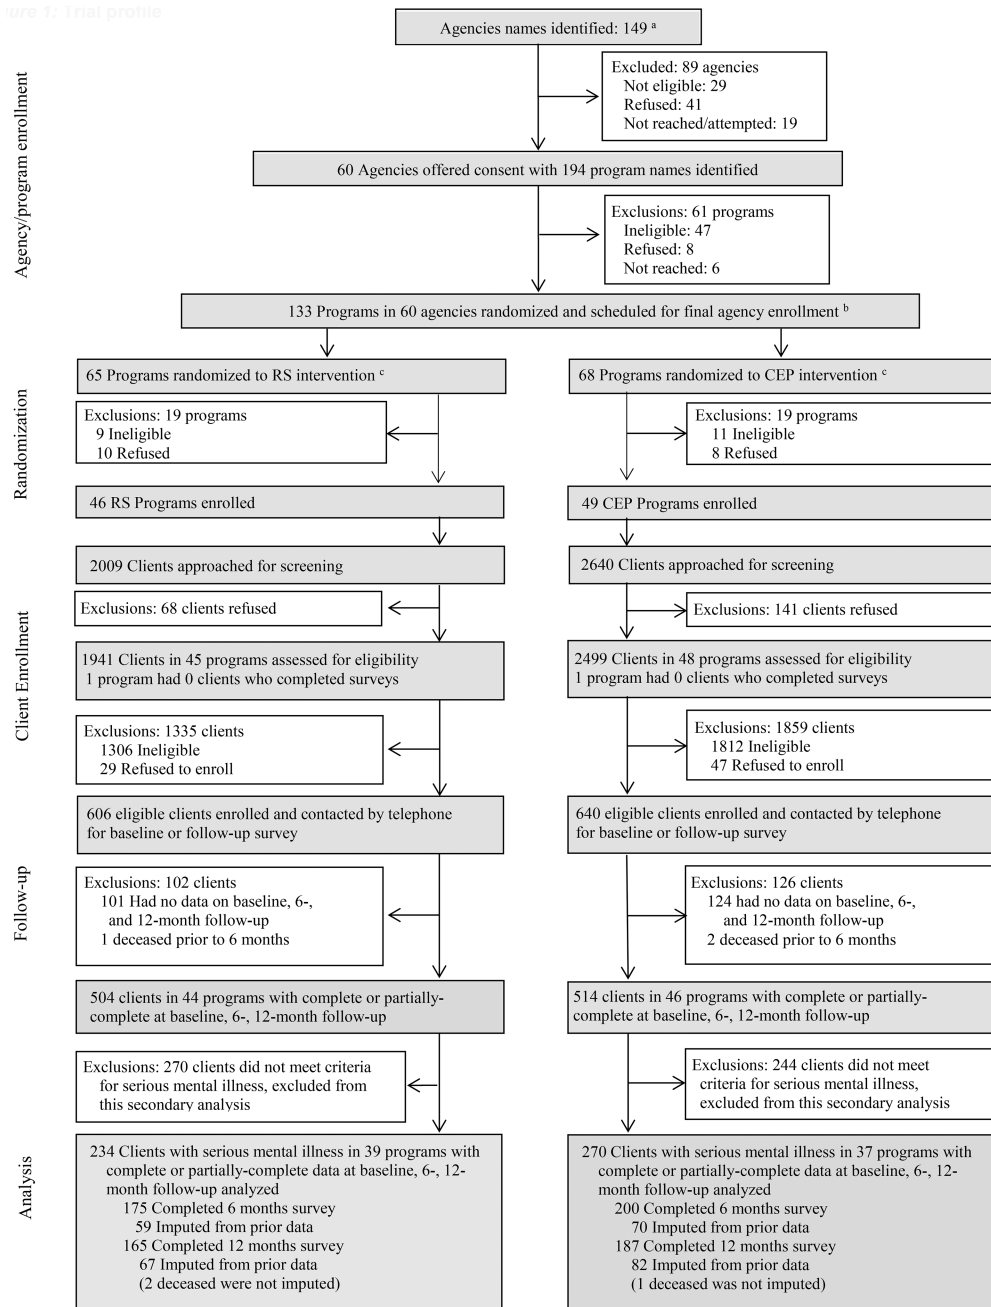 ure 1: Trial profile
Agencies names identified: 149 a
Excluded: 89 agencies
Not eligible: 29
Refused: 41
Not reached/attempted: 19
Agency/program enrollment
60 Agencies offered consent with 194 program names identified
Exclusions: 61 programs
Ineligible: 47
Refused: 8
Not reached: 6
133 Programs in 60 agencies randomized and scheduled for final agency enrollment b
65 Programs randomized to RS intervention c
68 Programs randomized to CEP intervention c
Randomization
Exclusions: 19 programs
9 Ineligible
10 Refused
Exclusions: 19 programs
11 Ineligible
8 Refused
46 RS Programs enrolled
49 CEP Programs enrolled
2009 Clients approached for screening
2640 Clients approached for screening
Client Enrollment
Exclusions: 68 clients refused
Exclusions: 141 clients refused
1941 Clients in 45 programs assessed for eligibility
1 program had 0 clients who completed surveys
2499 Clients in 48 programs assessed for eligibility
1 program had 0 clients who completed surveys
Exclusions: 1335 clients
1306 Ineligible
29 Refused to enroll
Exclusions: 1859 clients
1812 Ineligible
47 Refused to enroll
606 eligible clients enrolled and contacted by telephone
for baseline or follow-up survey
640 eligible clients enrolled and contacted by telephone
for baseline or follow-up survey
Follow-up
Exclusions: 102 clients
101 Had no data on baseline, 6-,
and 12-month follow-up
1 deceased prior to 6 months
Exclusions: 126 clients
124 had no data on baseline, 6-,
and 12-month follow-up
2 deceased prior to 6 months
504 clients in 44 programs with complete or partially-
complete at baseline, 6-, 12-month follow-up
514 clients in 46 programs with complete or partially-
complete at baseline, 6-, 12-month follow-up
Exclusions: 270 clients did not meet
criteria for serious mental illness, excluded from
this secondary analysis
Exclusions: 244 clients did not meet
criteria for serious mental illness,
excluded from this secondary analysis
Analysis
234 Clients with serious mental illness in 39 programs with
complete or partially-complete data at baseline, 6-, 12-
month follow-up analyzed
175 Completed 6 months survey
59 Imputed from prior data
165 Completed 12 months survey
67 Imputed from prior data
(2 deceased were not imputed)
270 Clients with serious mental illness in 37 programs with
complete or partially-complete data at baseline, 6-, 12-
month follow-up analyzed
200 Completed 6 months survey
70 Imputed from prior data
187 Completed 12 months survey
82 Imputed from prior data
(1 deceased was not imputed)